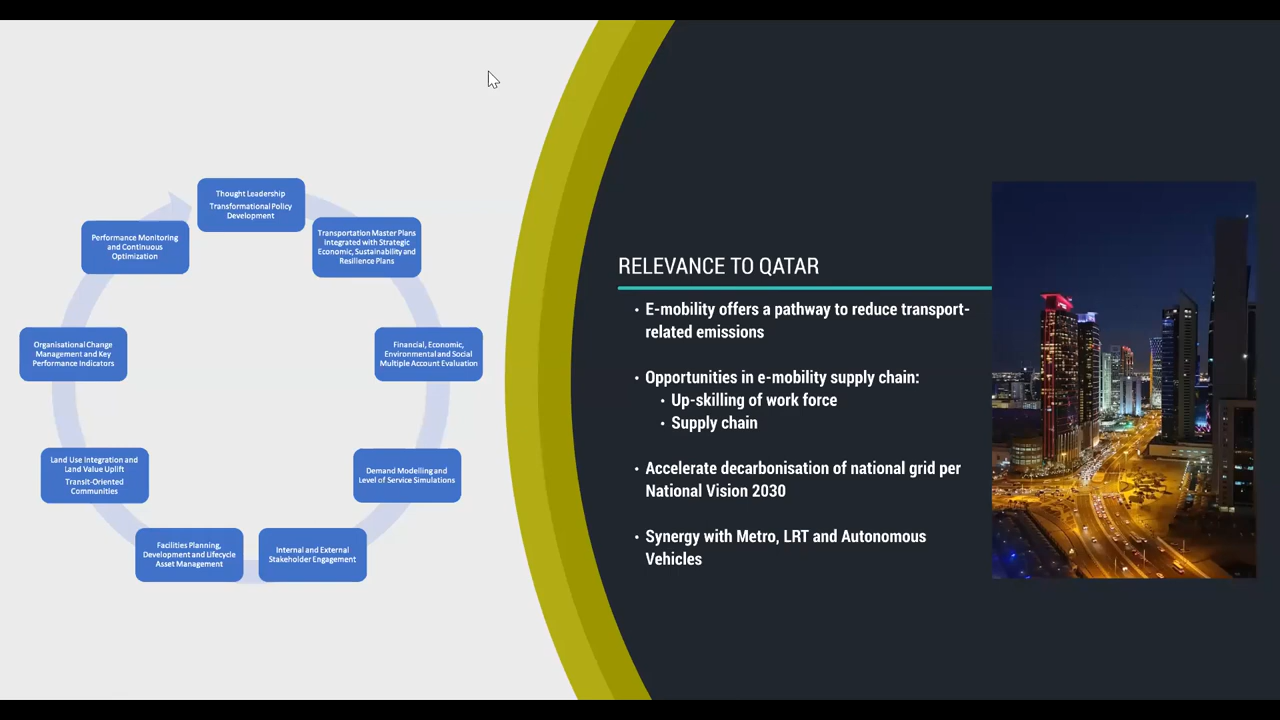 Thought Leadership
Transformational Policy
Development
Transportation Master Plans
integrated with Strategic
Economic, Sustainability and
Resilience Plans
Financial, Economic,
Environmental and Social
Multiple Account Evaluation
Demand Modelling and
Level of Service Simulations
Internal and External
Stakeholder Engagement
Facilities Planning,
Development and Lifecycle
Asset Management
Land Use Integration and
Land Value Uplift
Transit-Oriented
Communities
Organisational Change
Management and Key
Performance Indicators
Performance Monitoring
and Continuous
Optimization
RELEVANCE TO QATAR
• E-mobility offers a pathway to reduce transport-
related emissions
• Opportunities in e-mobility supply chain:
• Up-skilling of work force
• Supply chain
• Accelerate decarbonisation of national grid per
National Vision 2030
• Synergy with Metro, LRT and Autonomous
Vehicles